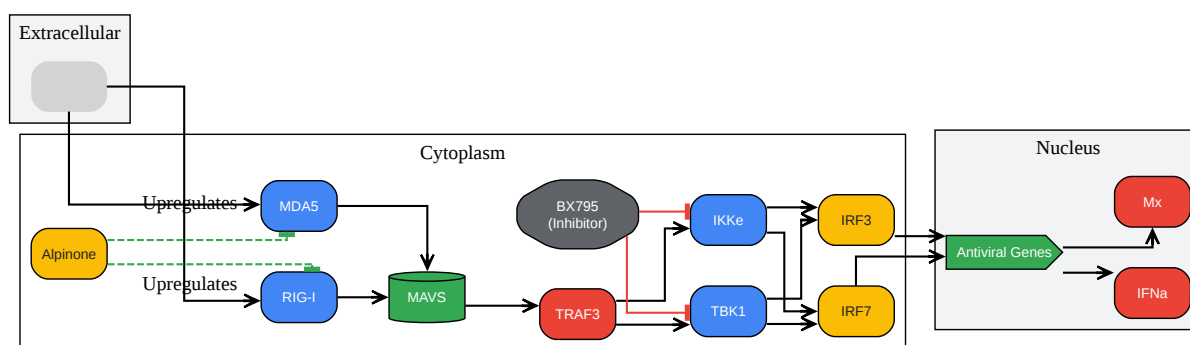 Extracellular
Cytoplasm
Nucleus
Upregulates
MDA5
BX795
(Inhibitor)
IKKe
IRF3
Mx
Alpinone
Antiviral Genes
Upregulates
RIG-I
MAVS
TRAF3
TBK1
IRF7
IFNa